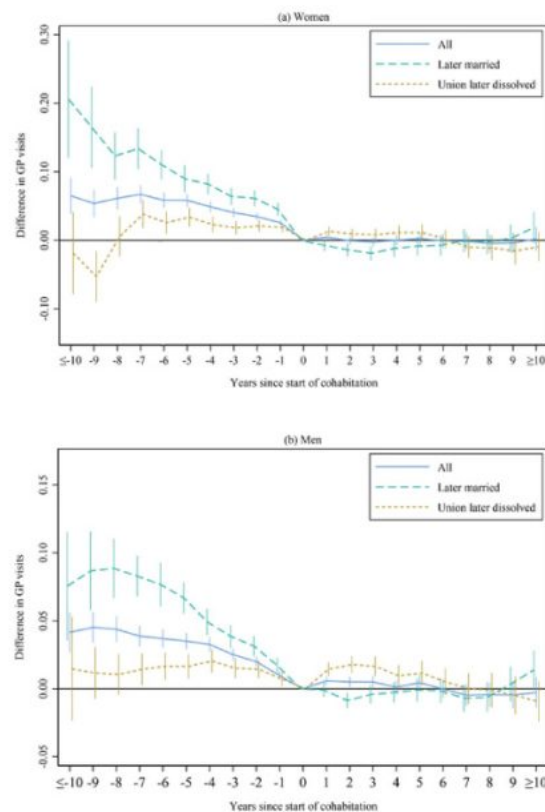 (a) Women
0.30
0.20
0.10
0.00
-0.10
Difference in GP visits
All
Later married
Union later dissolved
≤-10 -9 -8 -7 -6 -5 -4 -3 -2 -1 0 1 2 3 4 5 6 7 8 9 ≥10
Years since start of cohabitation
(b) Men
0.15
0.10
0.05
0.00
-0.05
Difference in GP visits
All
Later married
Union later dissolved
≤-10 -9 -8 -7 -6 -5 -4 -3 -2 -1 0 1 2 3 4 5 6 7 8 9 ≥10
Years since start of cohabitation